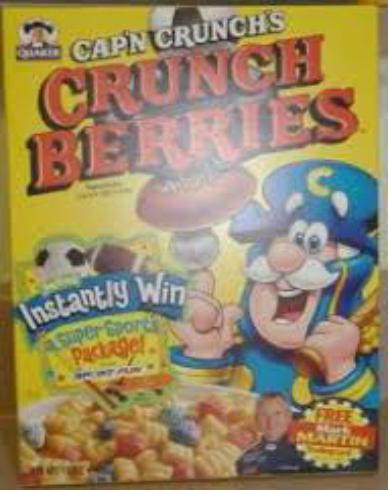 QUAKER
CAP'N CRUNCH'S
CRUNCH
BERRIES
C
Instantly Win
a Super Sports
Package!
FREE
Mark
MARTIN